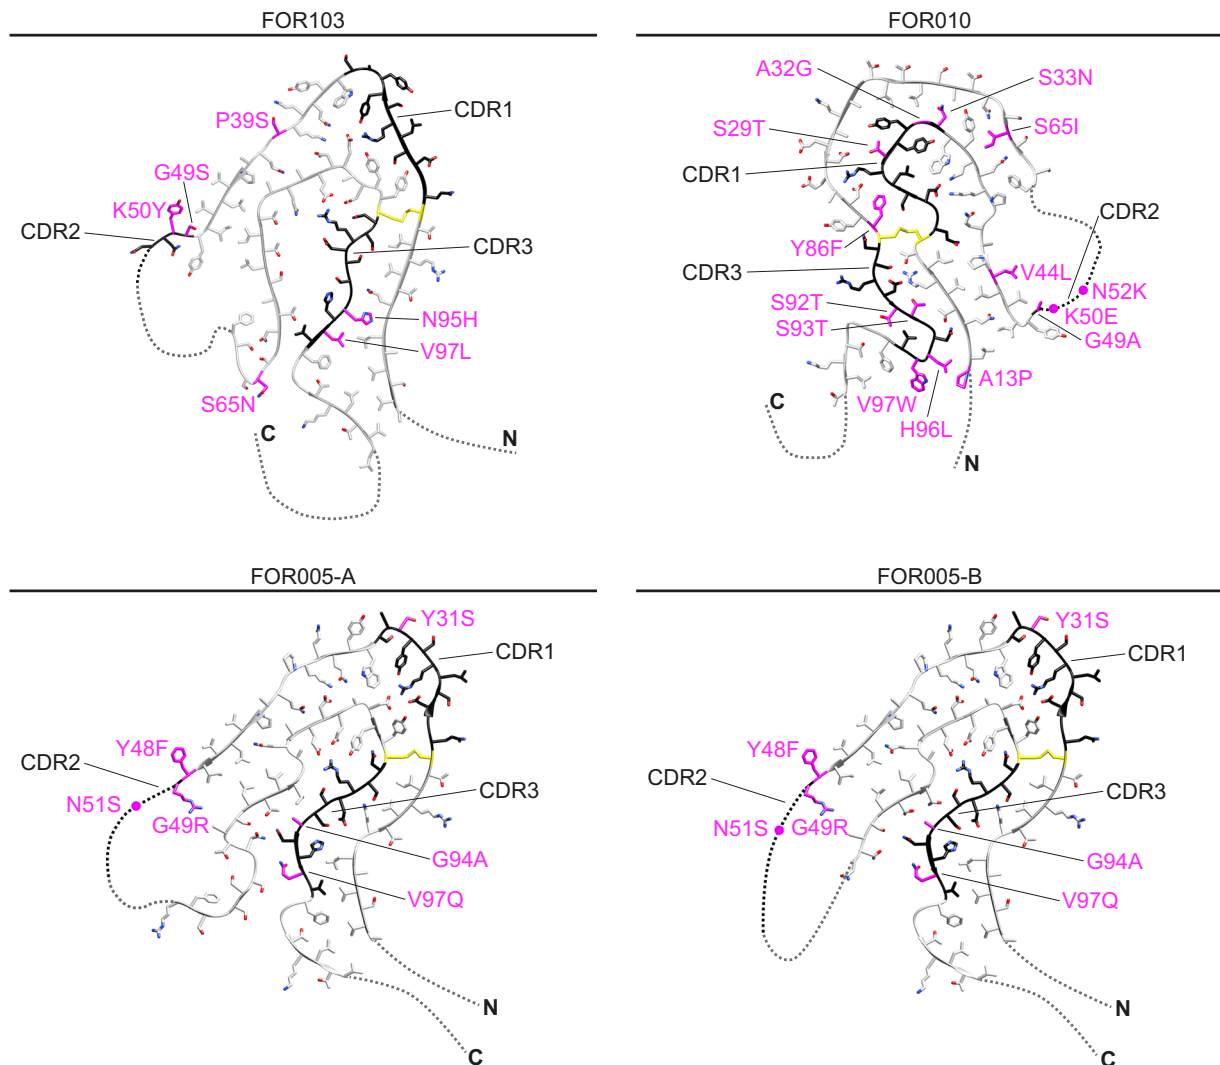 FOR103
CDR1
P39S
G49S
K50Y
CDR2
CDR3
N95H
V97L
S65N
C
N
FOR010
A32G
S33N
S29T
S65I
CDR1
CDR2
Y86F
CDR3
V44L
N52K
K50E
S92T
G49A
S93T
A13P
V97W
H96L
C
N
FOR005-A
Y31S
CDR1
Y48F
CDR2
N51S
G49R
CDR3
G94A
V97Q
N
C
FOR005-B
Y31S
CDR1
Y48F
CDR2
N51S
G49R
CDR3
G94A
V97Q
N
C